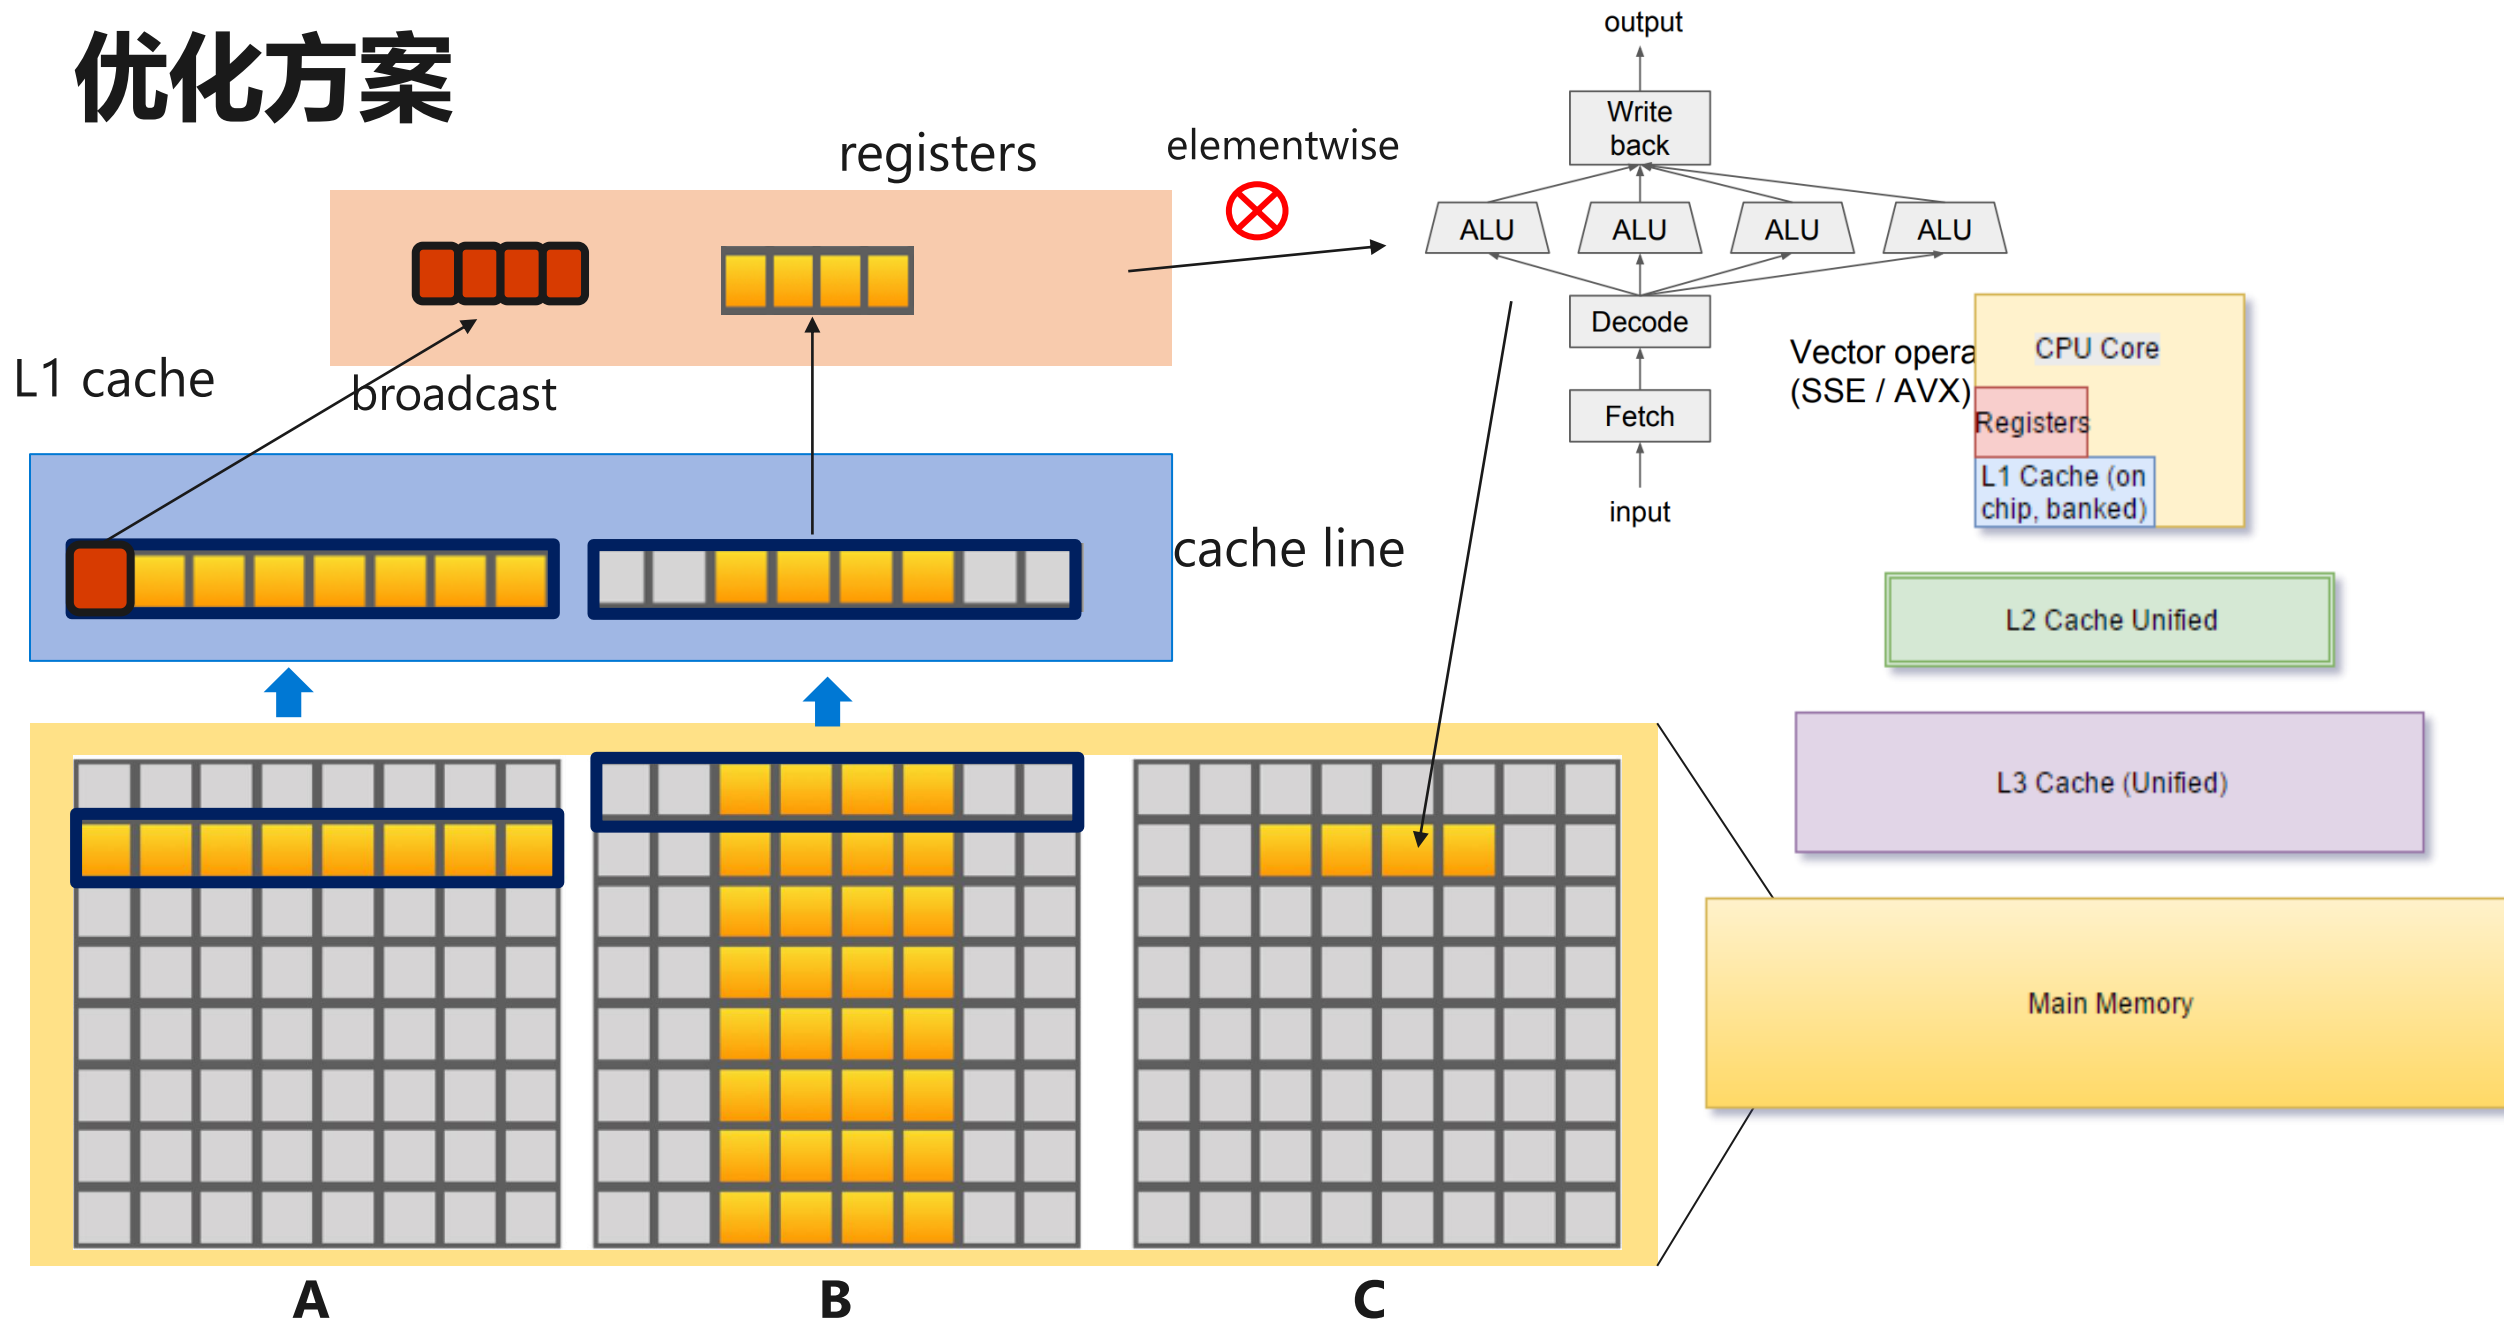 优化方案
output
Write
back
registers
elementwise
ALU
ALU
ALU
ALU
Decode
Vector opera
(SSE / AVX)
CPU Core
L1 cache
broadcast
Fetch
Registers
L1 Cache (on
chip, banked)
input
cache line
L2 Cache Unified
L3 Cache (Unified)
Main Memory
A
B
C